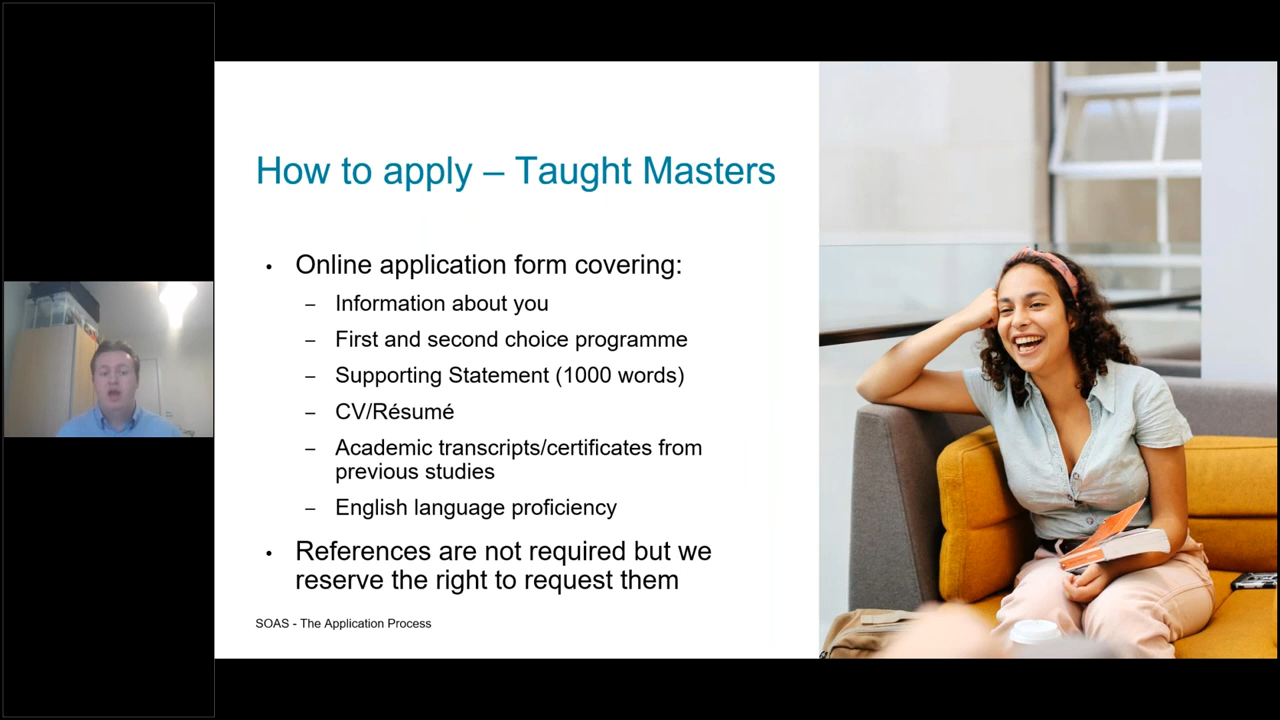 How to apply – Taught Masters
• Online application form covering:
– Information about you
– First and second choice programme
– Supporting Statement (1000 words)
– CV/Résumé
– Academic transcripts/certificates from
previous studies
– English language proficiency
• References are not required but we
reserve the right to request them
SOAS - The Application Process